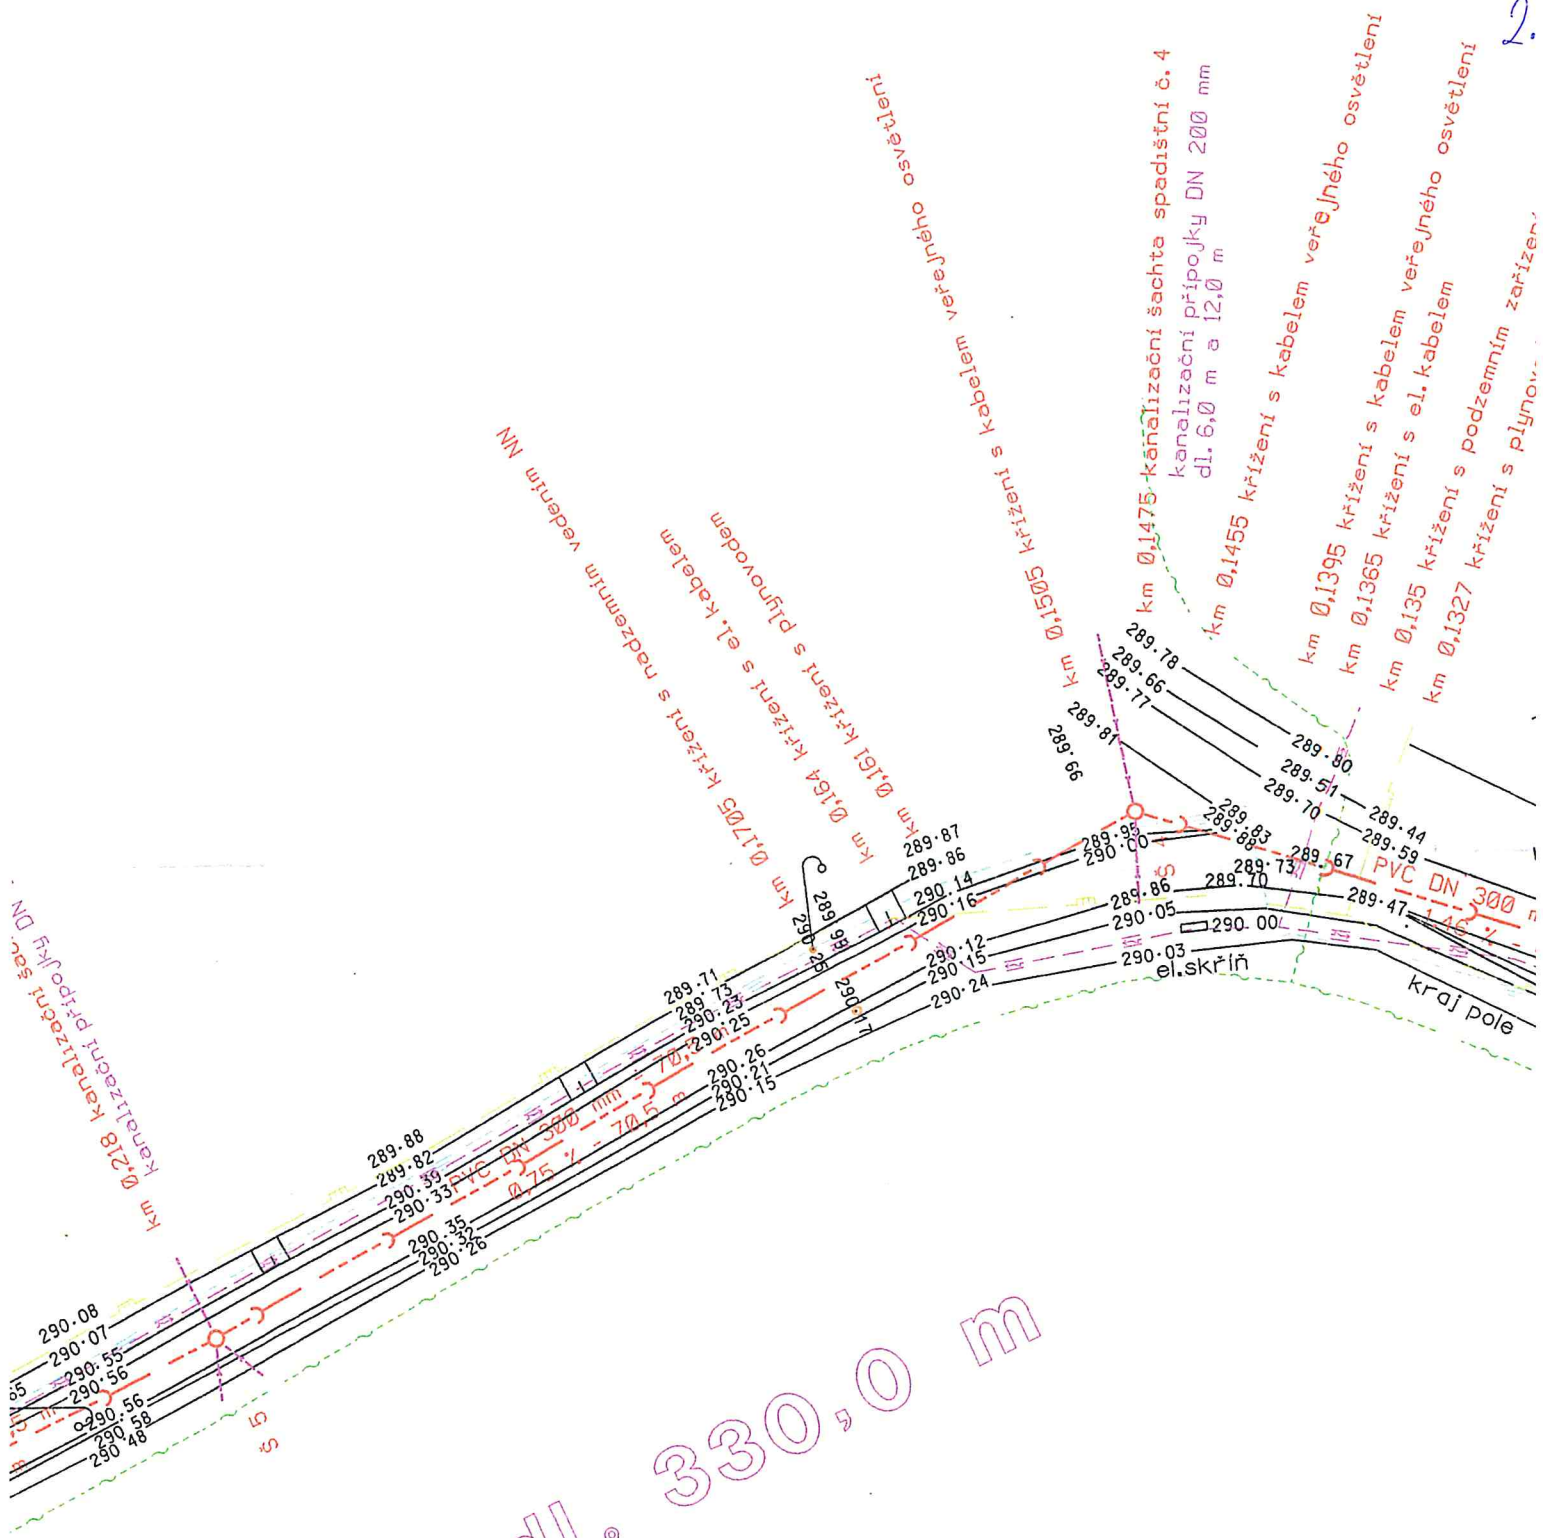 2.
km 0,1505 křížení s kabelem veřejného osvětlení
km 0,1475 kanalizační šachta spadištní č. 4
kanalizační přípojky DN 200 mm
dl. 6,0 m a 12,0 m
km 0,1455 křížení s kabelem veřejného osvětlení
km 0,1395 křížení s kabelem veřejného osvětlení
km 0,1365 křížení s el. kabelem
km 0,135 křížení s podzemním
km 0,1327 křížení s
km 0,1705 křížení s nadzemním vedením NN
km 0,164 křížení s el. kabelem
km 0,161 křížení s plynovodem
km 0,218 kanalizační
kanalizační přípojky DN
289.78
289.66
289.77
289.81
289.66
289.80
289.51
289.70
289.44
289.59
289.83
289.88
289.67
289.73
289.70
289.47
PVC DN 300
1,46 %
289.95
290.00
289.87
289.86
290.14
290.16
289.86
290.05
290.00
290.03
el.skříň
kraj pole
Š 4
289.99
290.25
290.12
290.15
290.24
290.17
289.71
289.73
290.23
290.25
290.26
290.21
290.15
PVC DN 300 mm - 70,5 m
0,75 % - 70,5 m
289.88
289.82
290.39
290.33
290.35
290.32
290.26
290.08
290.07
290.55
290.56
290.56
290.58
290.48
Š 5
dl. 330,0 m